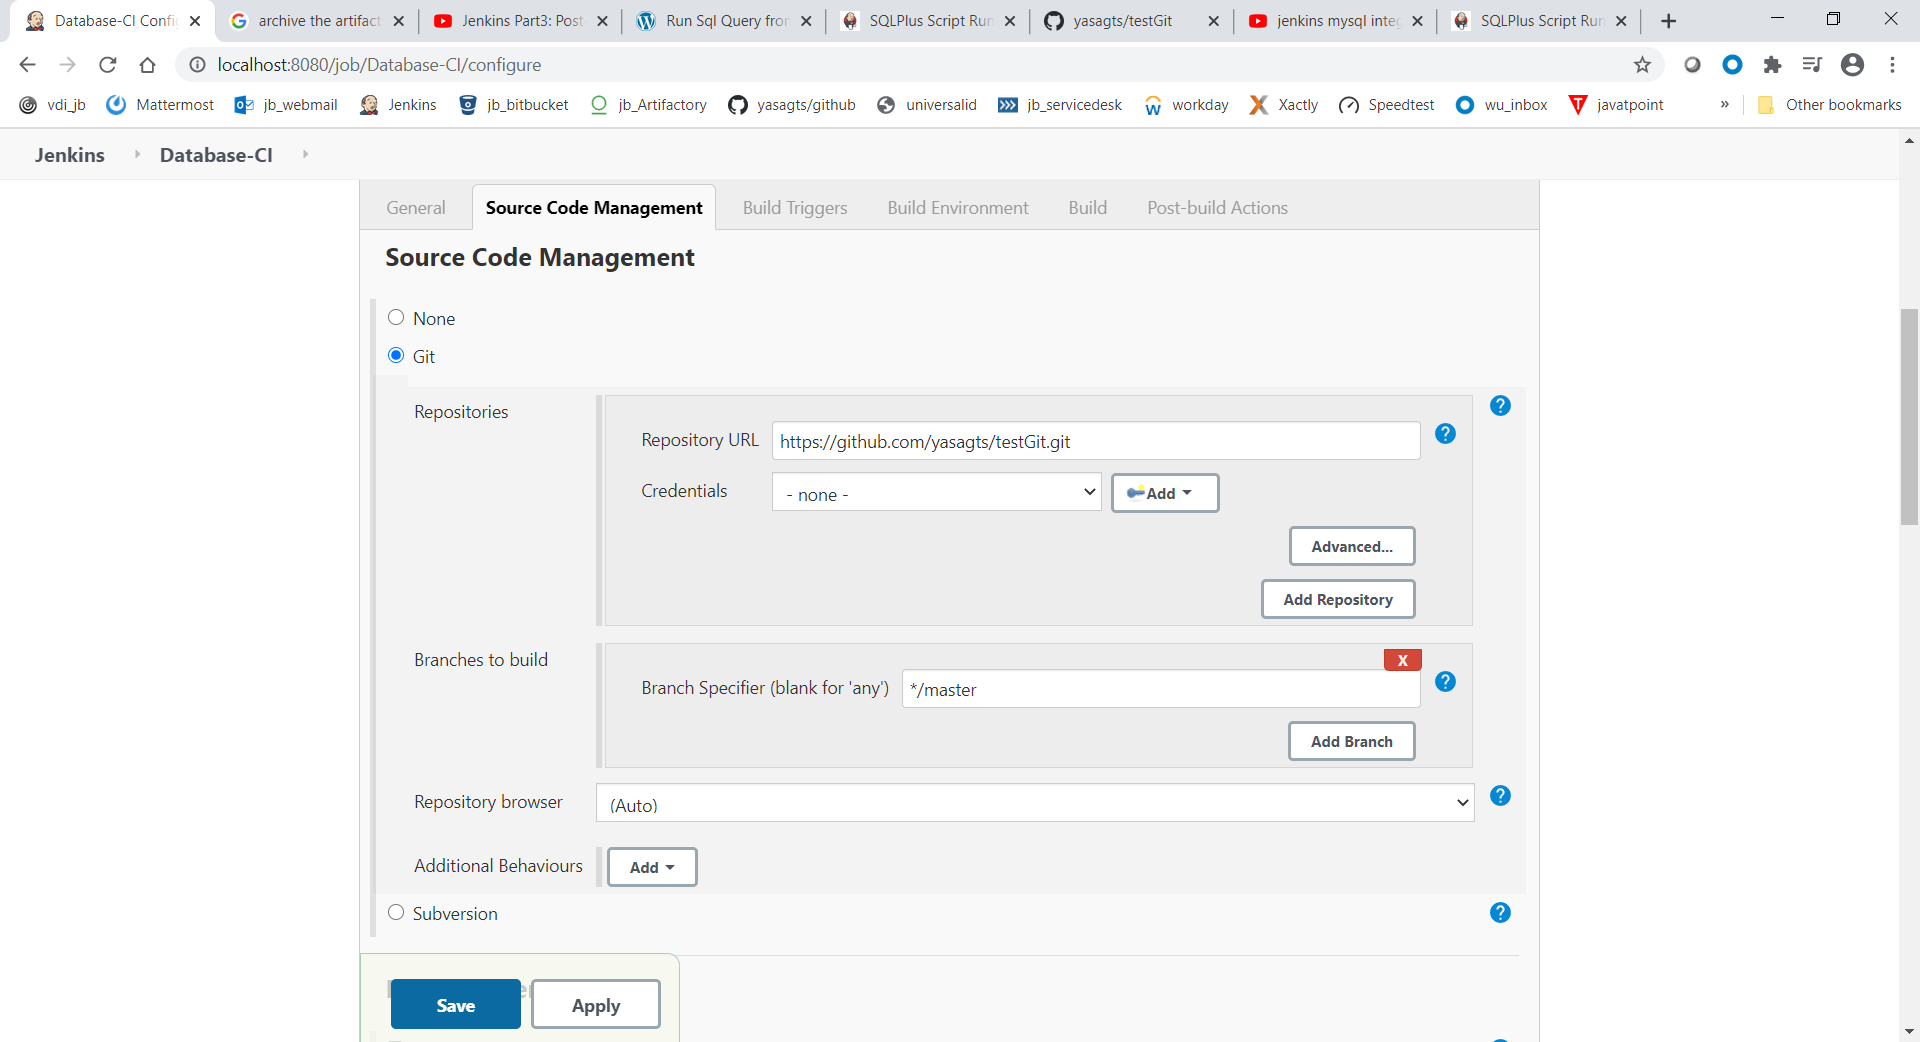 Database-CI Confi
archive the artifact
Jenkins Part3: Post
Run Sql Query fron
SQLPlus Script Run
yasagts/testGit
jenkins mysql integ
SQLPlus Script Run
localhost:8080/job/Database-CI/configure
vdi_jb
Mattermost
jb_webmail
Jenkins
jb_bitbucket
jb_Artifactory
yasagts/github
universalid
jb_servicedesk
workday
Xactly
Speedtest
wu_inbox
javatpoint
»
Other bookmarks
Jenkins
Database-CI
General
Source Code Management
Build Triggers
Build Environment
Build
Post-build Actions
Source Code Management
None
Git
Repositories
Repository URL
https://github.com/yasagts/testGit.git
Credentials
- none -
Add
Advanced...
Add Repository
Branches to build
X
Branch Specifier (blank for 'any')
*/master
Add Branch
Repository browser
(Auto)
Additional Behaviours
Add
Subversion
Save
Apply